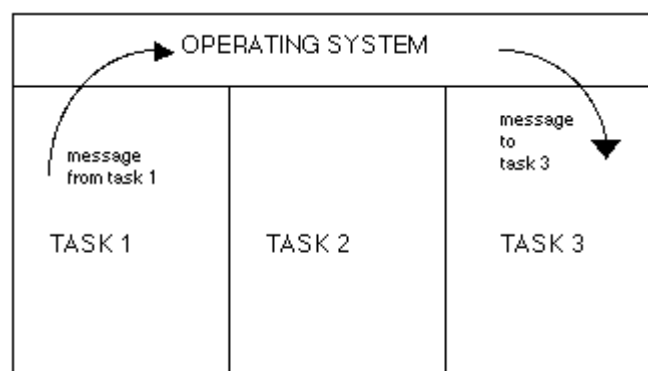 OPERATING SYSTEM
message
from task 1
message
to
task 3
TASK 1
TASK 2
TASK 3